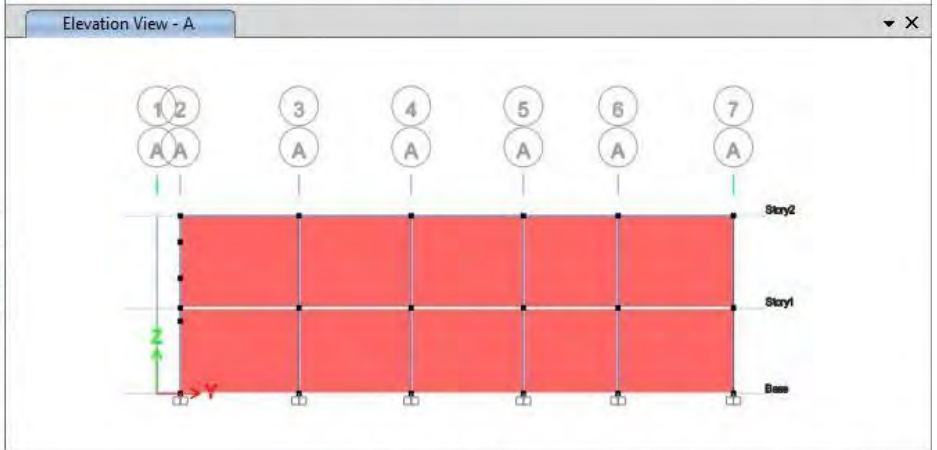 Elevation View - A
1 2 3 4 5 6 7
A A A A A A A
Story2
Story1
Z
Y
Base